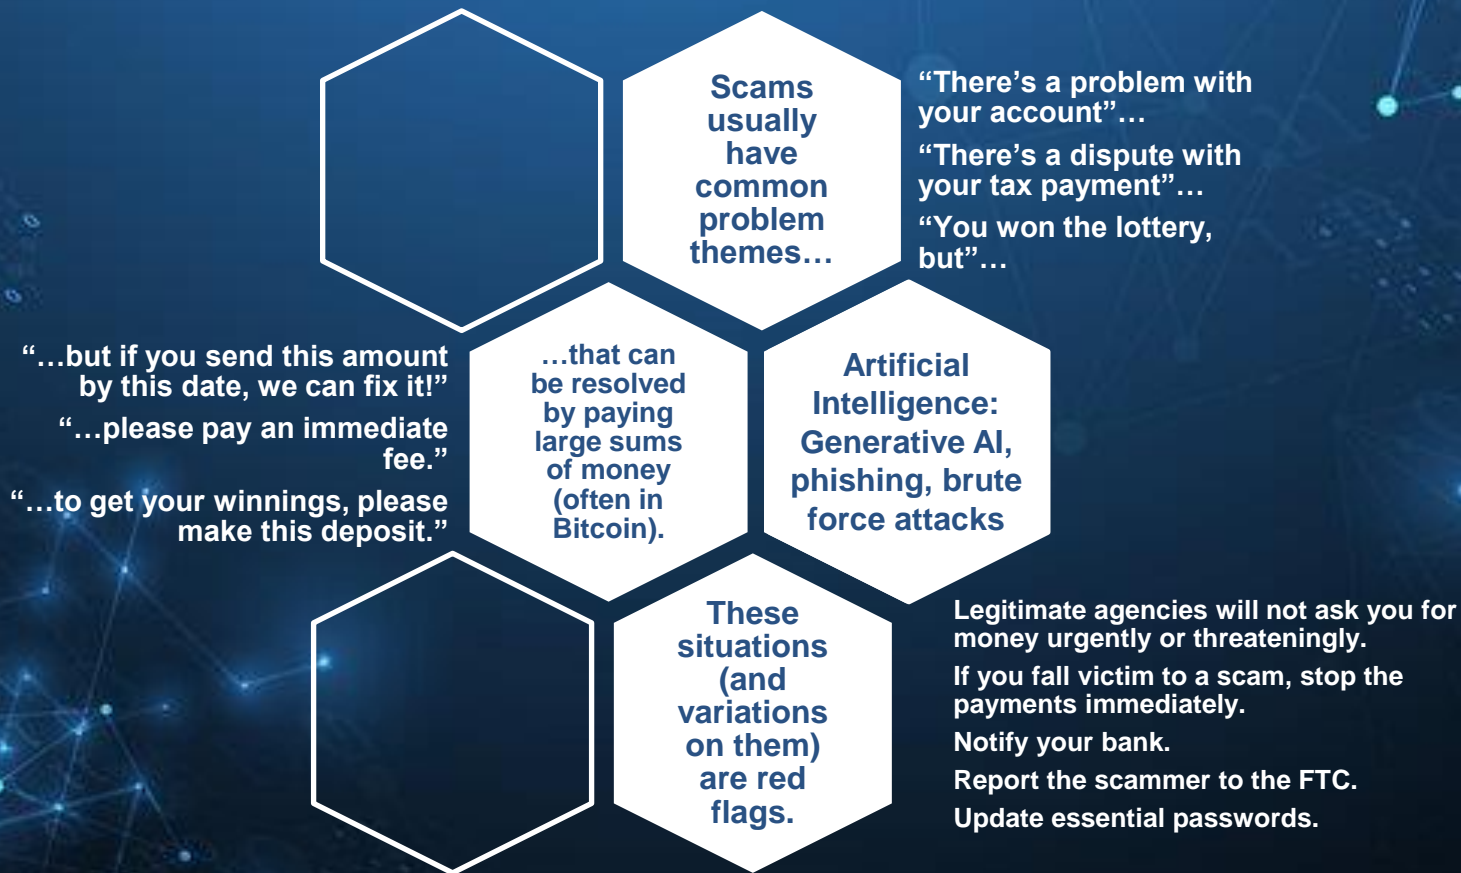 Scams
usually
have
common
problem
themes…
“There’s a problem with
your account”…
“There’s a dispute with
your tax payment”…
“You won the lottery,
but”…
“…but if you send this amount
by this date, we can fix it!”
“…please pay an immediate
fee.”
“…to get your winnings, please
make this deposit.”
…that can
be resolved
by paying
large sums
of money
(often in
Bitcoin).
Artificial
Intelligence:
Generative AI,
phishing, brute
force attacks
These
situations
(and
variations
on them)
are red
flags.
Legitimate agencies will not ask you for
money urgently or threateningly.
If you fall victim to a scam, stop the
payments immediately.
Notify your bank.
Report the scammer to the FTC.
Update essential passwords.